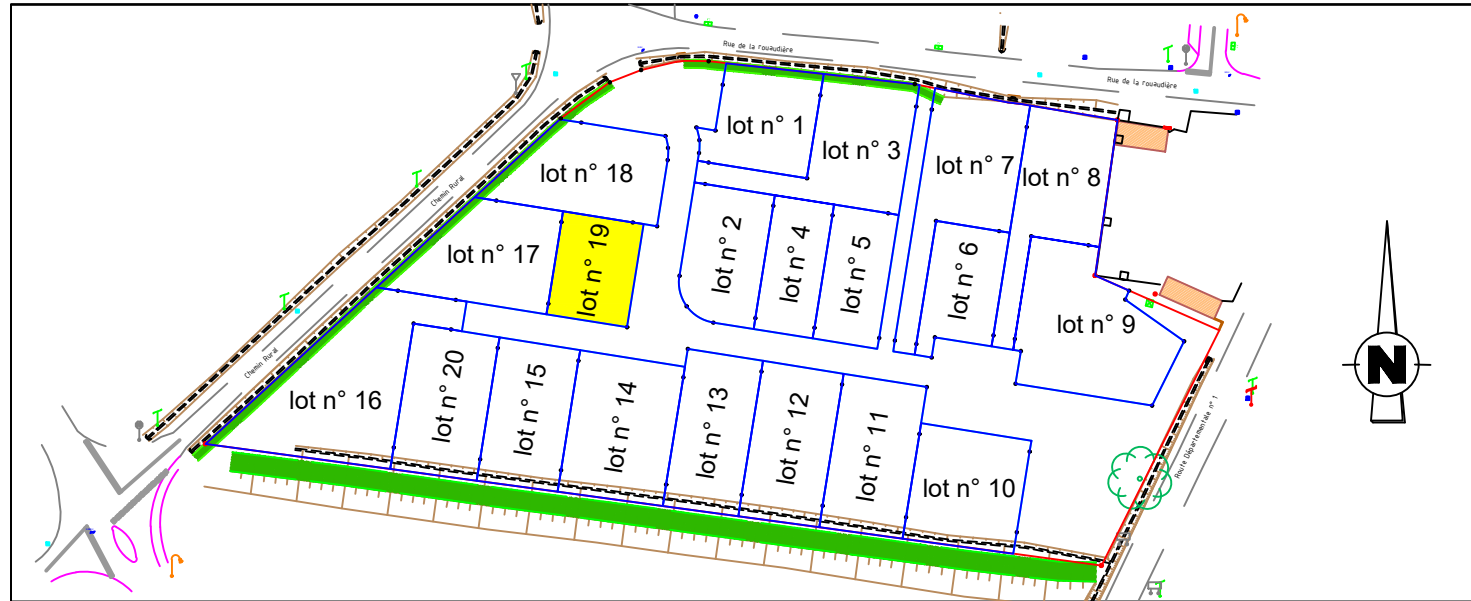 Rue de la rouaudière
Rue de la rouaudière
lot n° 1
lot n° 3
lot n° 7
lot n° 8
lot n° 18
Chemin Rural
lot n° 2
lot n° 4
lot n° 5
lot n° 6
lot n° 17
lot n° 19
lot n° 9
Chemin Rural
N
lot n° 16
lot n° 20
lot n° 15
lot n° 14
lot n° 13
lot n° 12
lot n° 11
lot n° 10
Route Départementale n° 1